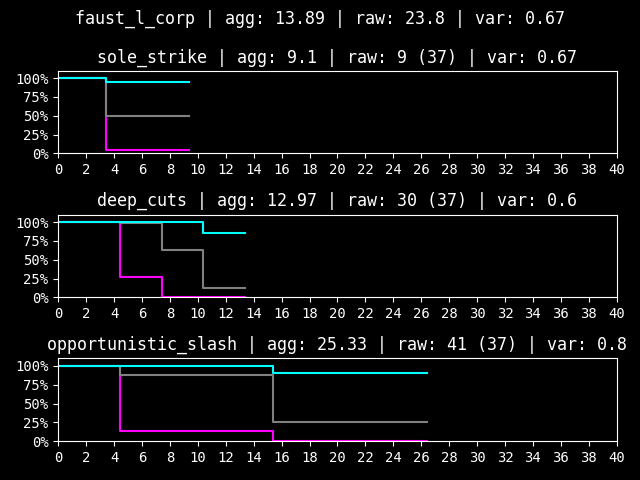 faust_l_corp | agg: 13.89 | raw: 23.8 | var: 0.67
sole_strike | agg: 9.1 | raw: 9 (37) | var: 0.67
100%
75%
50%
25%
0%
0 2 4 6 8 10 12 14 16 18 20 22 24 26 28 30 32 34 36 38 40
deep_cuts | agg: 12.97 | raw: 30 (37) | var: 0.6
100%
75%
50%
25%
0%
0 2 4 6 8 10 12 14 16 18 20 22 24 26 28 30 32 34 36 38 40
opportunistic_slash | agg: 25.33 | raw: 41 (37) | var: 0.8
100%
75%
50%
25%
0%
0 2 4 6 8 10 12 14 16 18 20 22 24 26 28 30 32 34 36 38 40